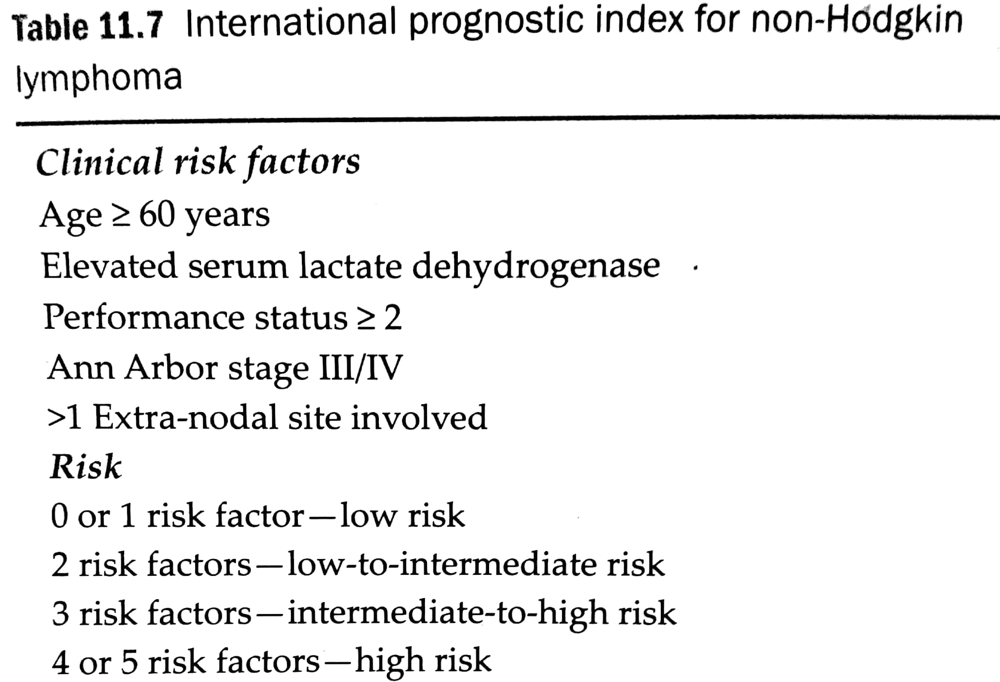 Table 11.7 International prognostic index for non-Hodgkin
lymphoma
Clinical risk factors
Age ≥ 60 years
Elevated serum lactate dehydrogenase
Performance status ≥ 2
Ann Arbor stage III/IV
>1 Extra-nodal site involved
Risk
0 or 1 risk factor—low risk
2 risk factors—low-to-intermediate risk
3 risk factors—intermediate-to-high risk
4 or 5 risk factors—high risk